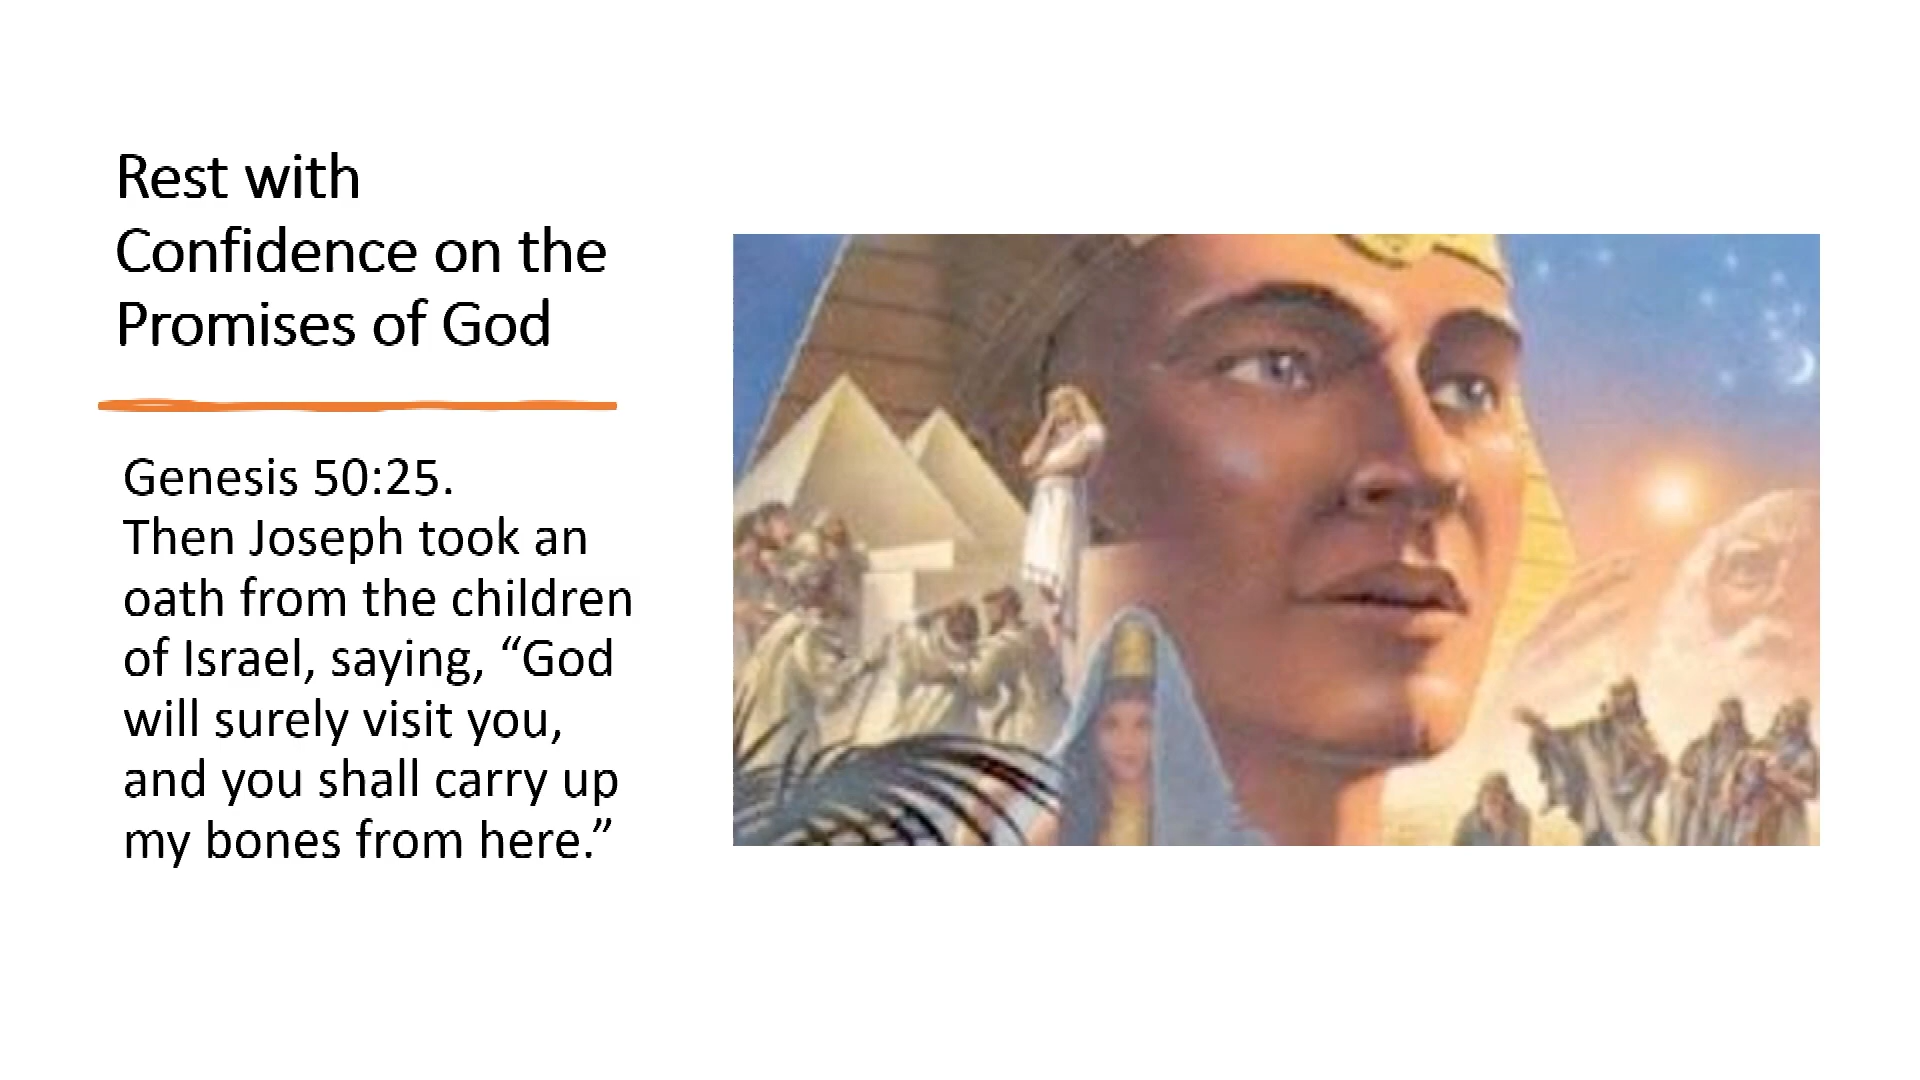 Rest with
Confidence on the
Promises of God
Genesis 50:25.
Then Joseph took an
oath from the children
of Israel, saying, “God
will surely visit you,
and you shall carry up
my bones from here.”